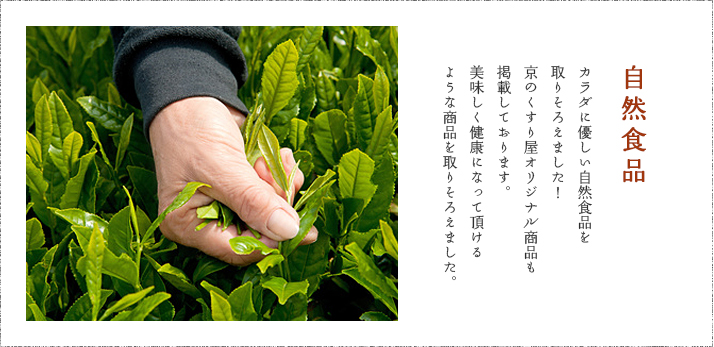 自然食品
カラダに優しい自然食品を
取りそろえました！
京のくすり屋オリジナル商品も
掲載しております。
美味しく健康になって頂ける
ような商品を取りそろえました。